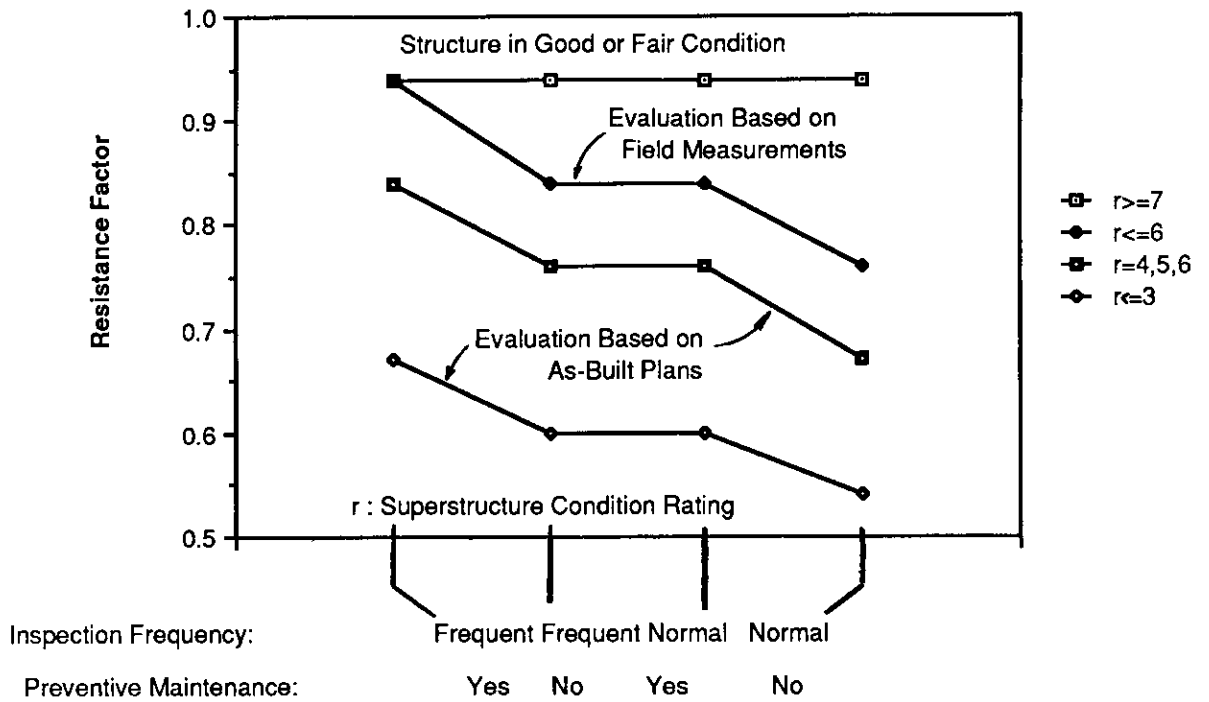 1.0
Structure in Good or Fair Condition
0.9
Evaluation Based on
Field Measurements
Resistance Factor
0.8
r>=7
r<=6
r=4,5,6
r<=3
0.7
Evaluation Based on
As-Built Plans
0.6
r : Superstructure Condition Rating
0.5
Inspection Frequency: Frequent Frequent Normal Normal
Preventive Maintenance: Yes No Yes No